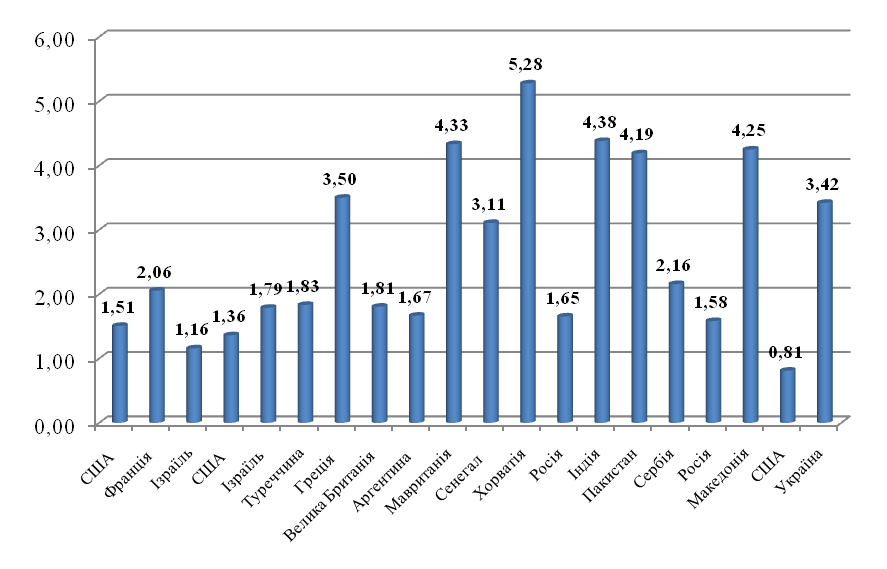 6,00
5,00
4,00
3,00
2,00
1,00
0,00
1,51
2,06
1,16
1,36
1,79
1,83
3,50
1,81
1,67
4,33
3,11
5,28
1,65
4,38
4,19
2,16
1,58
4,25
0,81
3,42
США
Франція
Ізраїль
США
Ізраїль
Туреччина
Греція
Велика Британія
Аргентина
Мавританія
Сенегал
Хорватія
Росія
Індія
Пакистан
Сербія
Росія
Македонія
США
Україна